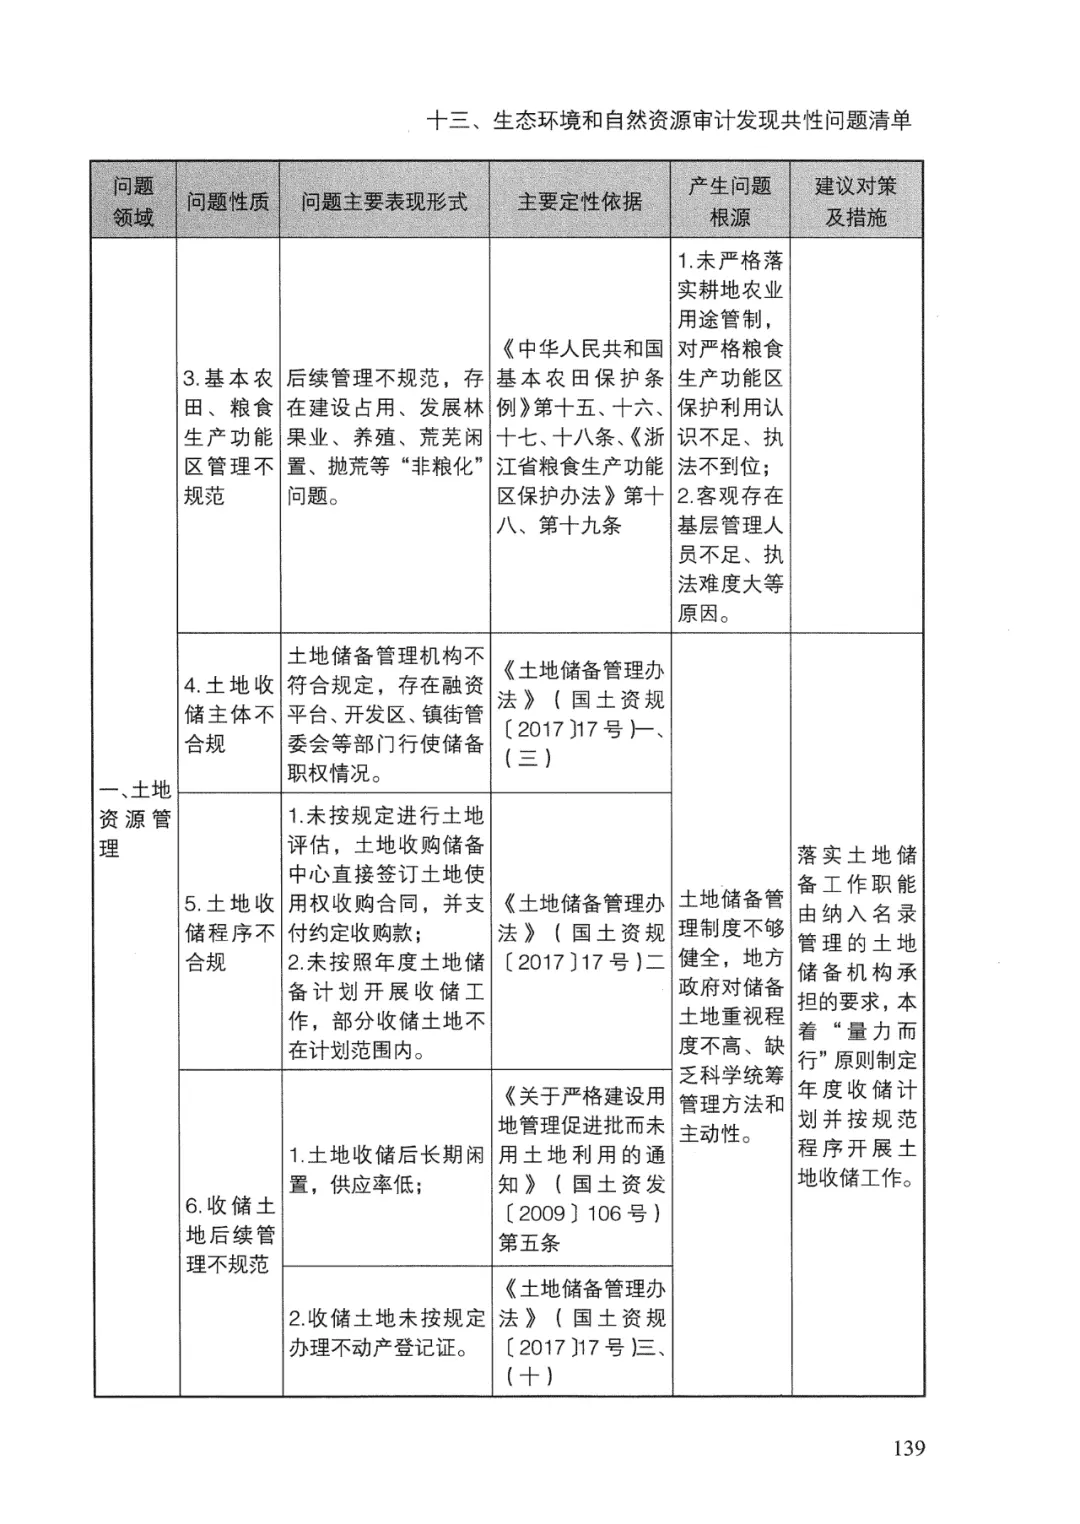 十三、生态环境和自然资源审计发现共性问题清单
问题
领域
问题性质
问题主要表现形式
主要定性依据
产生问题
根源
建议对策
及措施
一、土地
资源管
理
3.基本农
田、粮食
生产功能
区管理不
规范
后续管理不规范，存
在建设占用、发展林
果业、养殖、荒芜闲
置、抛荒等“非粮化”
问题。
《中华人民共和国
基本农田保护条
例》第十五、十六、
十七、十八条、《浙
江省粮食生产功能
区保护办法》第十
八、第十九条
1.未严格落
实耕地农业
用途管制，
对严格粮食
生产功能区
保护利用认
识不足、执
法不到位；
2.客观存在
基层管理人
员不足、执
法难度大等
原因。
4.土地收
储主体不
合规
土地储备管理机构不
符合规定，存在融资
平台、开发区、镇街管
委会等部门行使储备
职权情况。
《土地储备管理办
法》（国土资规
〔2017〕17号）一、
（三）
5.土地收
储程序不
合规
1.未按规定进行土地
评估，土地收购储备
中心直接签订土地使
用权收购合同，并支
付约定收购款；
2.未按照年度土地储
备计划开展收储工
作，部分收储土地不
在计划范围内。
《土地储备管理办
法》（国土资规
〔2017〕17号）二
土地储备管
理制度不够
健全，地方
政府对储备
土地重视程
度不高、缺
乏科学统筹
管理方法和
主动性。
落实土地储
备工作职能
由纳入名录
管理的土地
储备机构承
担的要求，本
着“量力而
行”原则制定
年度收储计
划并按规范
程序开展土
地收储工作。
6.收储土
地后续管
理不规范
1.土地收储后长期闲
置，供应率低；
《关于严格建设用
地管理促进批而未
用土地利用的通
知》（国土资发
〔2009〕106号）
第五条
2.收储土地未按规定
办理不动产登记证。
《土地储备管理办
法》（国土资规
〔2017〕17号）三、
（十）
139